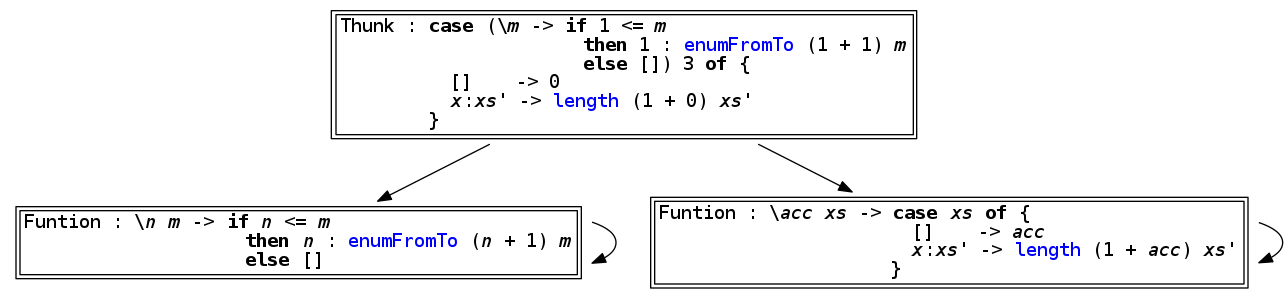 Thunk : case (\m -> if 1 <= m
then 1 : enumFromTo (1 + 1) m
else []) 3 of {
[]    -> 0
x:xs' -> length (1 + 0) xs'
}
Funtion : \n m -> if n <= m
then n : enumFromTo (n + 1) m
else []
Funtion : \acc xs -> case xs of {
[]    -> acc
x:xs' -> length (1 + acc) xs'
}